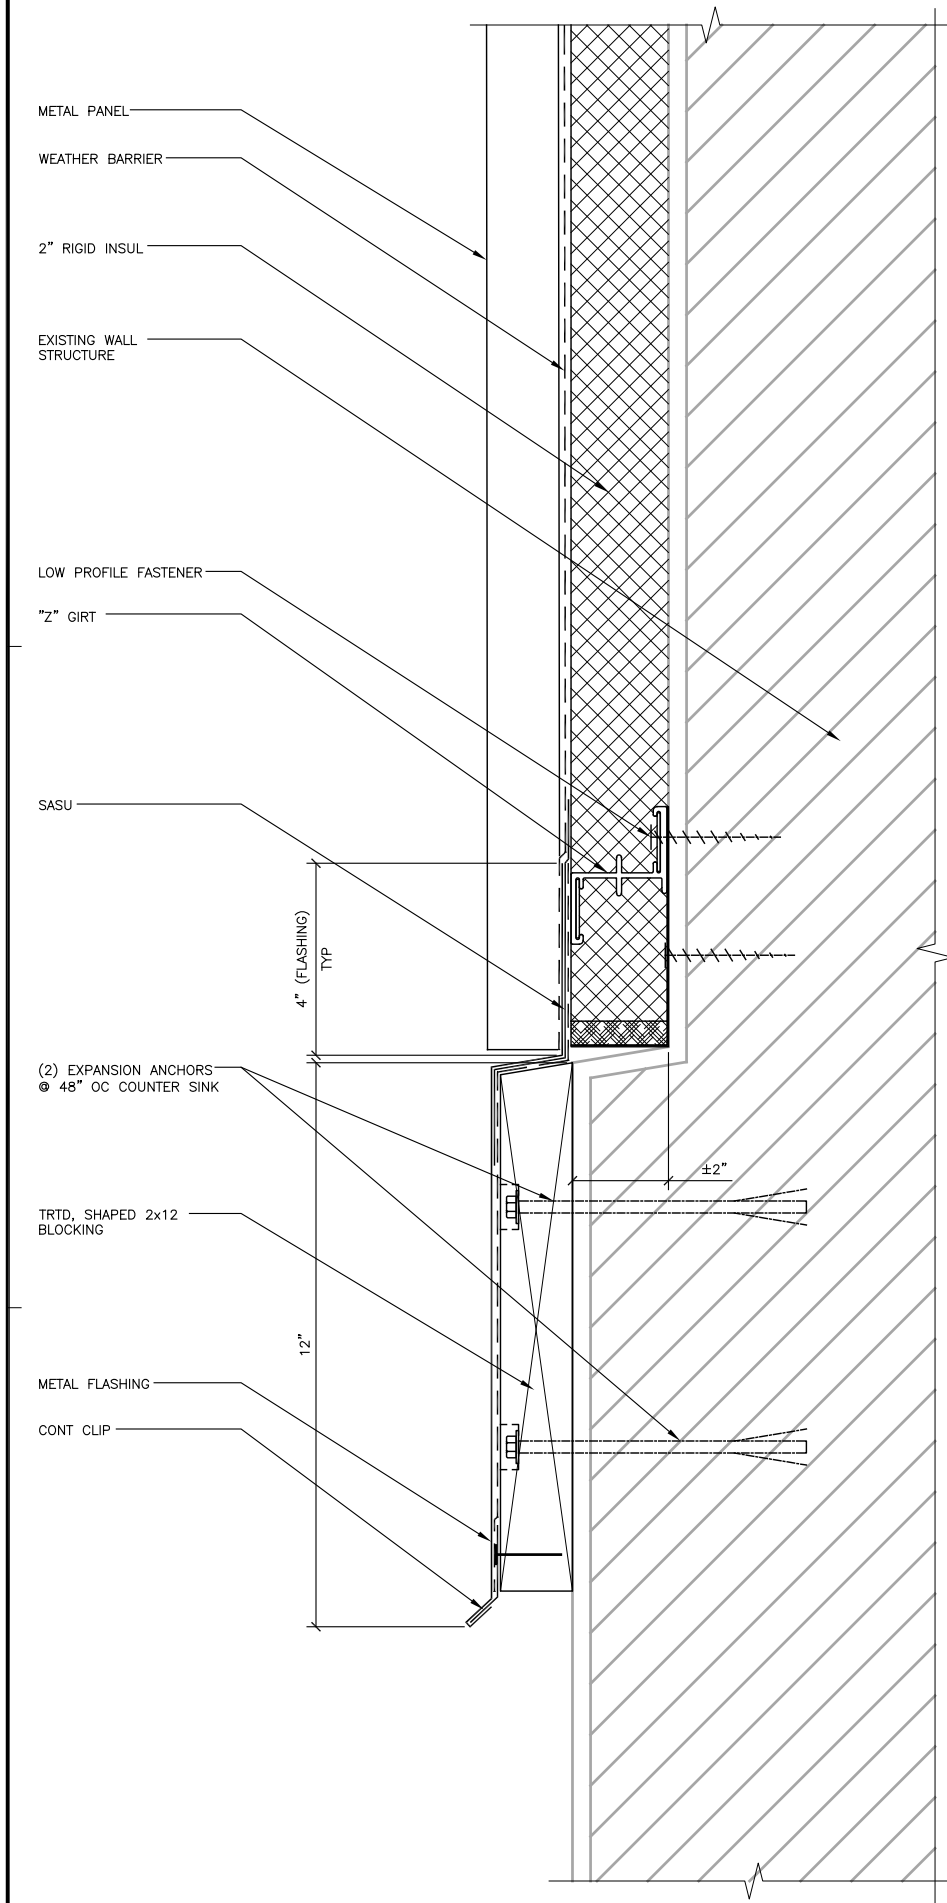 METAL PANEL
WEATHER BARRIER
2” RIGID INSUL
EXISTING WALL
STRUCTURE
LOW PROFILE FASTENER
”Z” GIRT
SASU
4” (FLASHING)
TYP
(2) EXPANSION ANCHORS
@ 48” OC COUNTER SINK
±2”
TRTD, SHAPED 2x12
BLOCKING
12”
METAL FLASHING
CONT CLIP